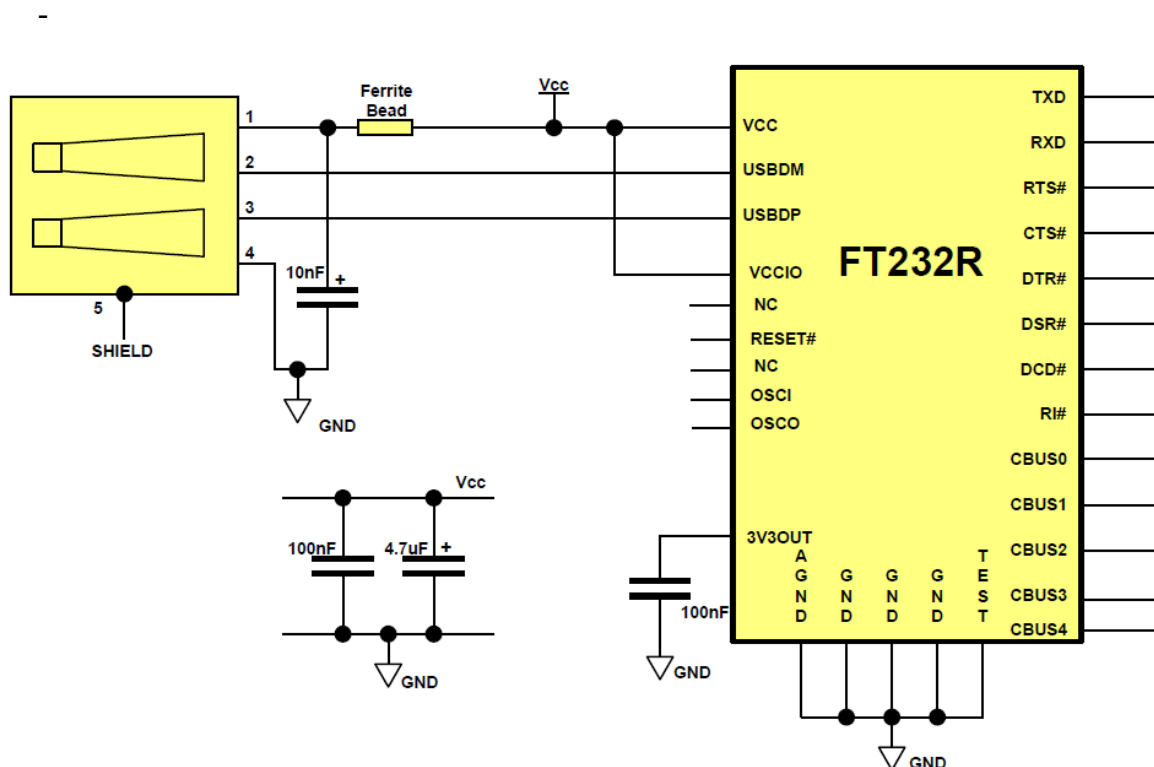 -
Ferrite
Bead
Vcc
1
2
3
4
5
SHIELD
10nF
+
GND
Vcc
100nF
4.7uF
+
GND
FT232R
VCC
USBDM
USBDP
VCCIO
NC
RESET#
NC
OSCI
OSCO
3V3OUT
100nF
GND
AGND
GND
GND
GND
TEST
GND
TXD
RXD
RTS#
CTS#
DTR#
DSR#
DCD#
RI#
CBUS0
CBUS1
CBUS2
CBUS3
CBUS4